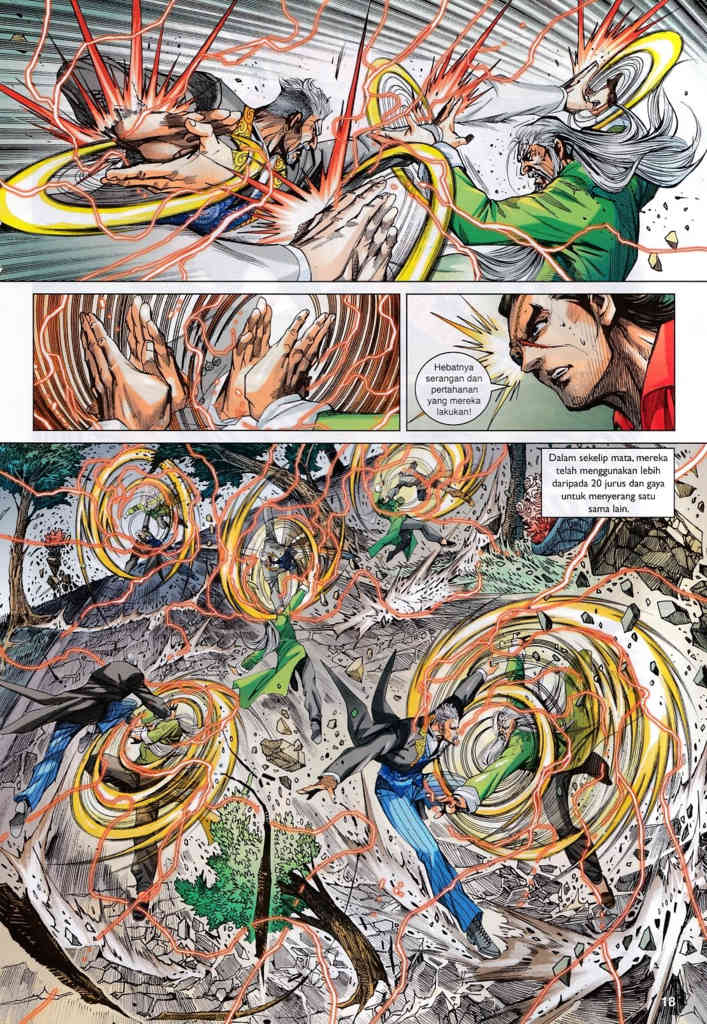 Hebatnya
serangan dan
pertahanan
yang mereka
lakukan!
Dalam sekelip mata, mereka
telah menggunakan lebih
daripada 20 jurus dan gaya
untuk menyerang satu
sama lain.
18